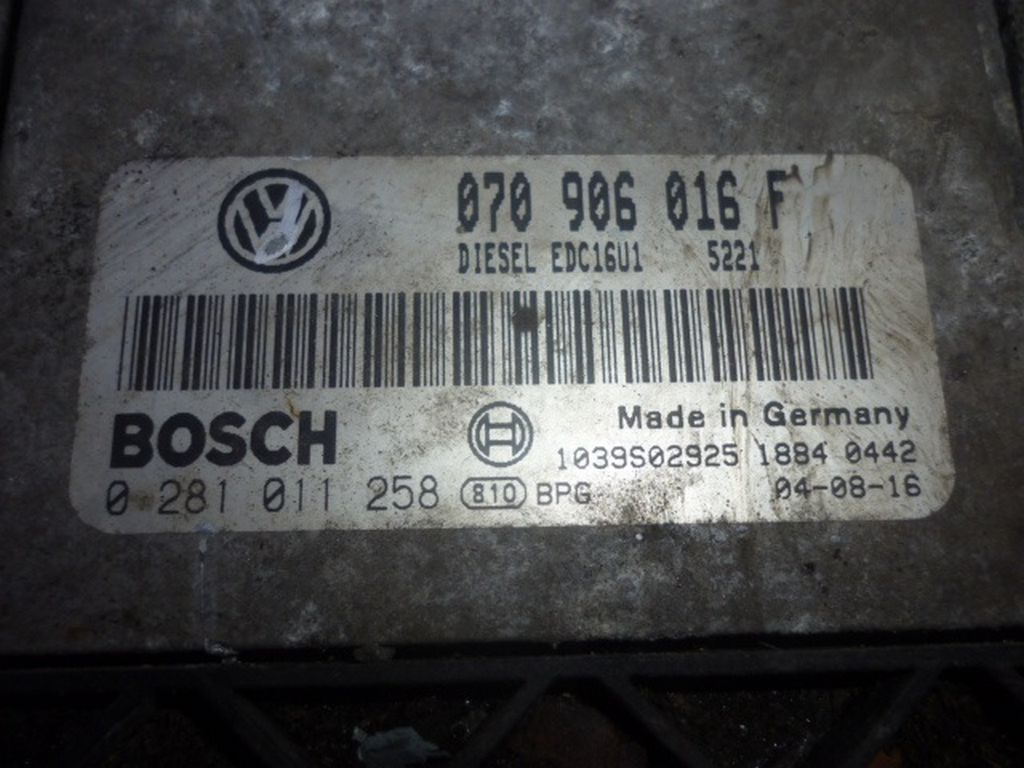 070 906 016 F
DIESEL EDC16U1 5221
BOSCH
Made in Germany
1039S02925 1884 0442
0 281 011 258 810 BPG 04-08-16